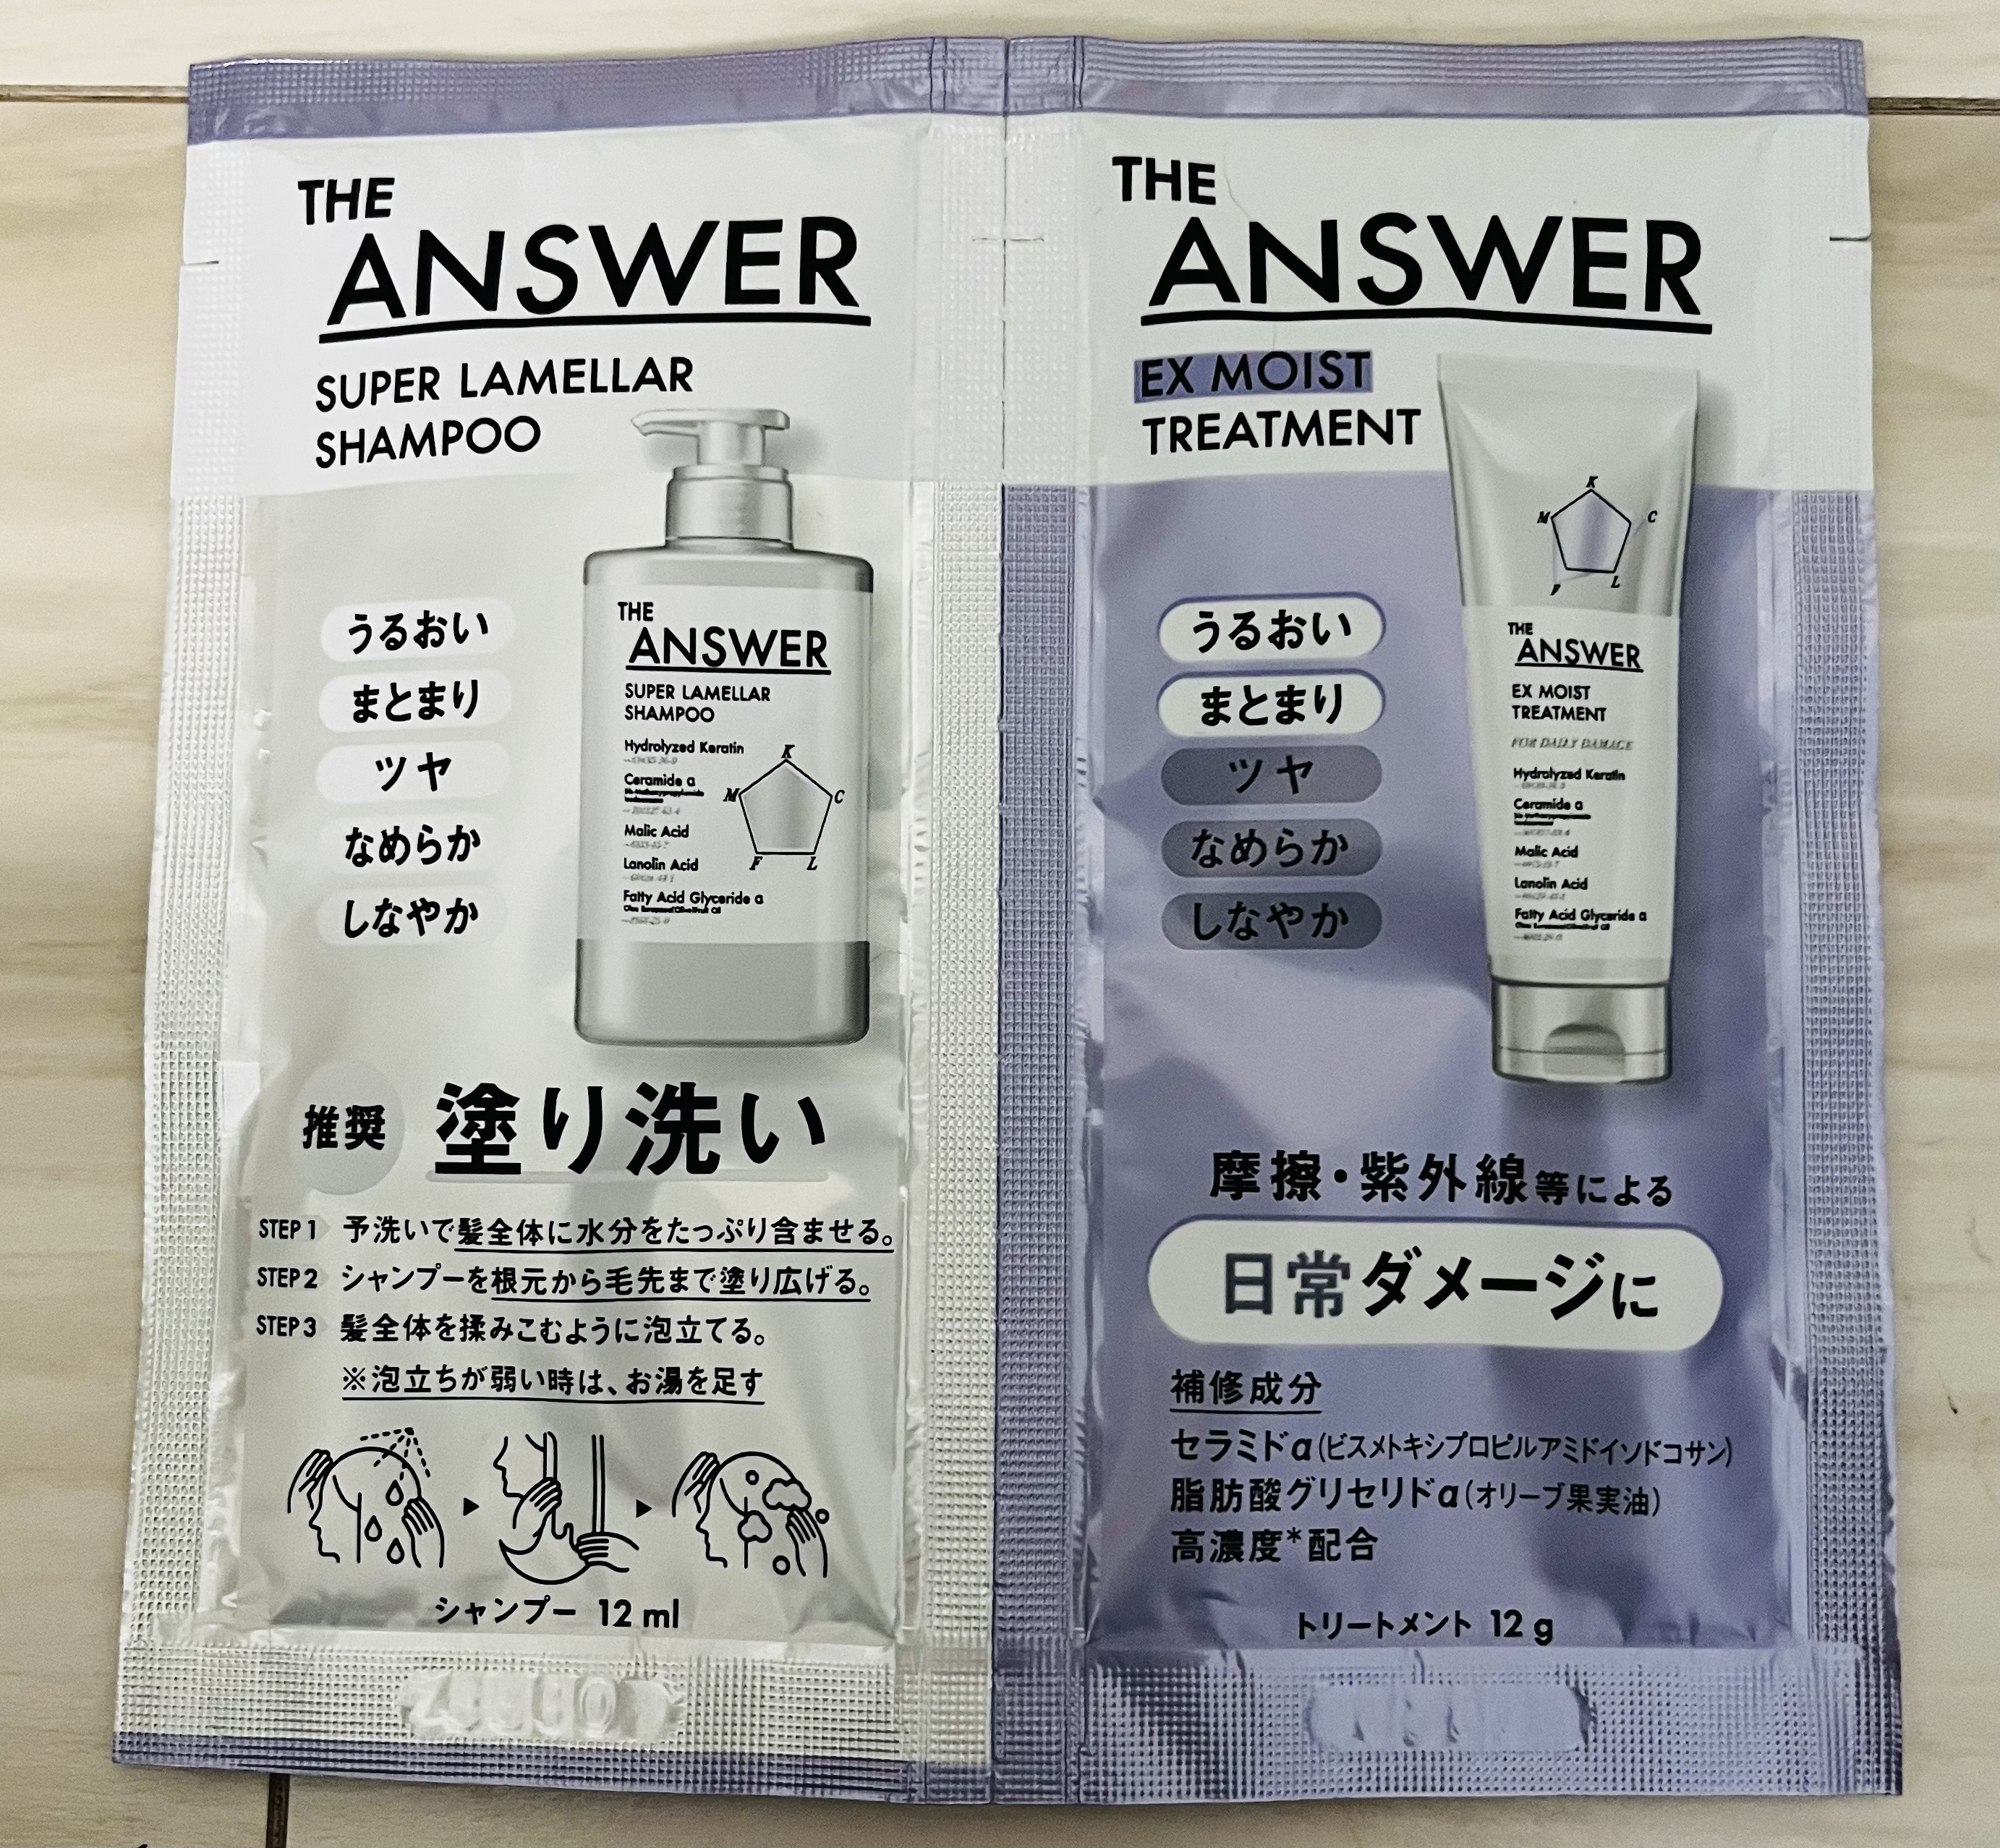 THE
ANSWER
SUPER LAMELLAR
SHAMPOO
うるおい
まとまり
ツヤ
なめらか
しなやか
THE
ANSWER
SUPER LAMELLAR
SHAMPOO
Hydrolyzed Keratin
Ceramide α
Malic Acid
Lanolin Acid
Fatty Acid Glyceride α
K
M
C
F
L
推奨 塗り洗い
STEP 1 予洗いで髪全体に水分をたっぷり含ませる。
STEP 2 シャンプーを根元から毛先まで塗り広げる。
STEP 3 髪全体を揉みこむように泡立てる。
※泡立ちが弱い時は、お湯を足す
シャンプー 12 ml
THE
ANSWER
EX MOIST
TREATMENT
うるおい
まとまり
ツヤ
なめらか
しなやか
K
M
C
F
L
THE
ANSWER
EX MOIST
TREATMENT
FOR DAILY DAMAGE
Hydrolyzed Keratin
Ceramide α
Malic Acid
Lanolin Acid
Fatty Acid Glyceride α
摩擦・紫外線等による
日常ダメージに
補修成分
セラミドα(ビスメトキシプロピルアミドイソドコサン)
脂肪酸グリセリドα(オリーブ果実油)
高濃度*配合
トリートメント 12 g